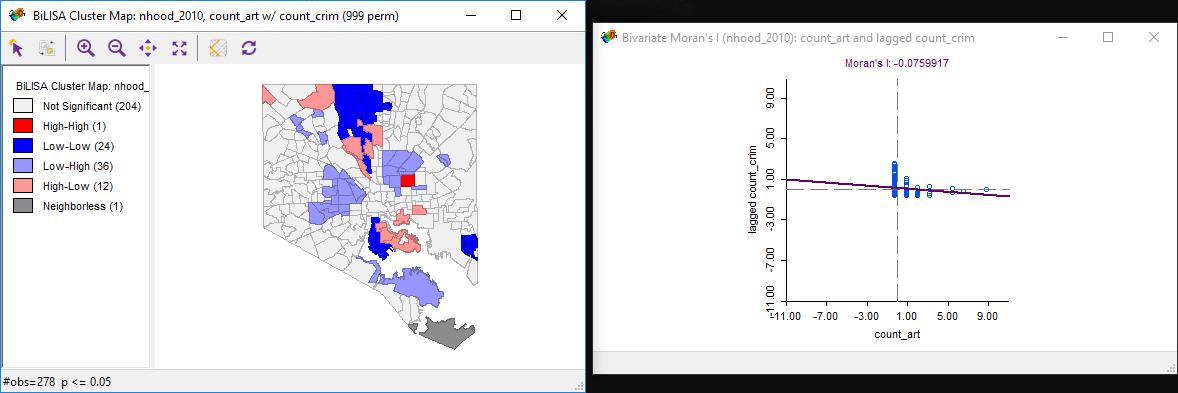 BiLISA Cluster Map: nhood_2010, count_art w/ count_crim (999 perm)
BiLISA Cluster Map: nhood_
Not Significant (204)
High-High (1)
Low-Low (24)
Low-High (36)
High-Low (12)
Neighborless (1)
#obs=278 p <= 0.05
Bivariate Moran's I (nhood_2010): count_art and lagged count_crim
Moran's I: -0.0759917
lagged count_crim
9.00
5.00
1.00
-3.00
-7.00
-11.00
-11.00 -7.00 -3.00 1.00 5.00 9.00
count_art